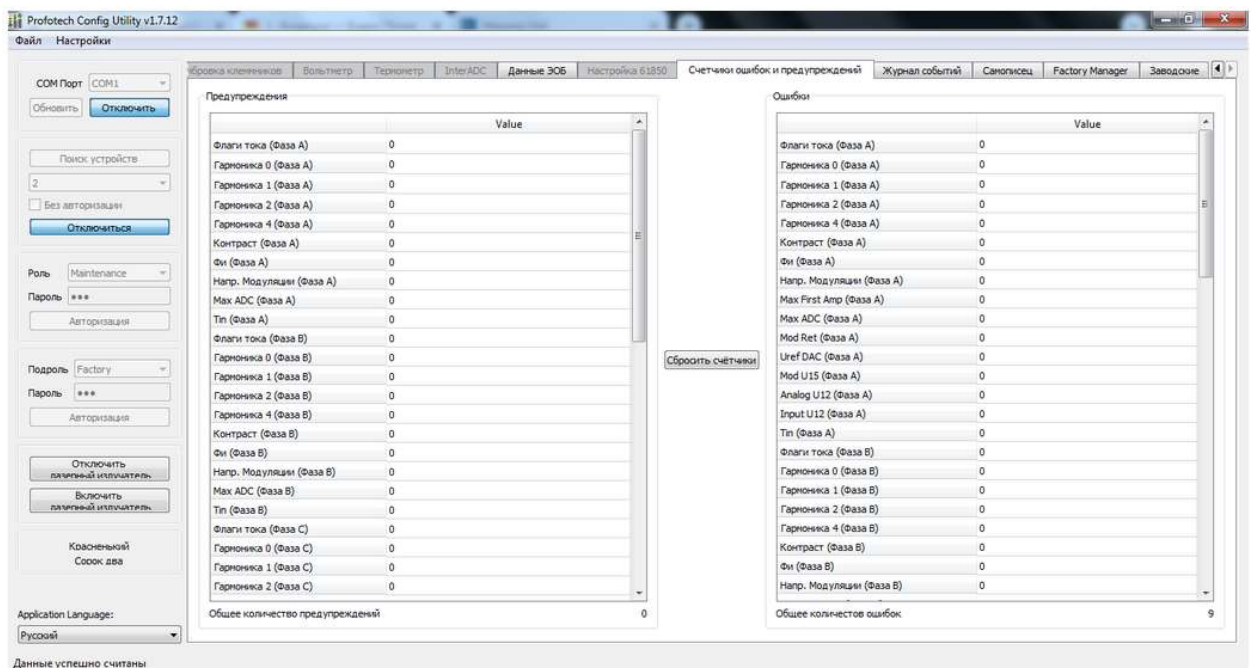 Profotech Config Utility v1.7.12
Файл Настройки
СОМ Порт COM1
Обновить Отключить
Поиск устройств
2
Без авторизации
Отключиться
Роль Maintenance
Пароль •••
Авторизация
Подроль Factory
Пароль •••
Авторизация
Отключить
лазерный излучатель
Включить
лазерный излучатель
Красненький
Сорок два
Application Language:
Русский
Данные успешно считаны
клеммников Вольтметр Термометр InterADC Данные ЭОБ Настройка 61850 Счетчики ошибок и предупреждений Журнал событий Самописец Factory Manager Заводские
Предупреждения
Value
Флаги тока (Фаза A) 0
Гармоника 0 (Фаза A) 0
Гармоника 1 (Фаза A) 0
Гармоника 2 (Фаза A) 0
Гармоника 4 (Фаза A) 0
Контраст (Фаза A) 0
Фи (Фаза A) 0
Напр. Модуляции (Фаза A) 0
Max ADC (Фаза A) 0
Tin (Фаза A) 0
Флаги тока (Фаза B) 0
Гармоника 0 (Фаза B) 0
Гармоника 1 (Фаза B) 0
Гармоника 2 (Фаза B) 0
Гармоника 4 (Фаза B) 0
Контраст (Фаза B) 0
Фи (Фаза B) 0
Напр. Модуляции (Фаза B) 0
Max ADC (Фаза B) 0
Tin (Фаза B) 0
Флаги тока (Фаза C) 0
Гармоника 0 (Фаза C) 0
Гармоника 1 (Фаза C) 0
Гармоника 2 (Фаза C) 0
Общее количество предупреждений 0
Сбросить счётчики
Ошибки
Value
Флаги тока (Фаза A) 0
Гармоника 0 (Фаза A) 0
Гармоника 1 (Фаза A) 0
Гармоника 2 (Фаза A) 0
Гармоника 4 (Фаза A) 0
Контраст (Фаза A) 0
Фи (Фаза A) 0
Напр. Модуляции (Фаза A) 0
Max First Amp (Фаза A) 0
Max ADC (Фаза A) 0
Mod Ret (Фаза A) 0
Uref DAC (Фаза A) 0
Mod U15 (Фаза A) 0
Analog U12 (Фаза A) 0
Input U12 (Фаза A) 0
Tin (Фаза A) 0
Флаги тока (Фаза B) 0
Гармоника 0 (Фаза B) 0
Гармоника 1 (Фаза B) 0
Гармоника 2 (Фаза B) 0
Гармоника 4 (Фаза B) 0
Контраст (Фаза B) 0
Фи (Фаза B) 0
Напр. Модуляции (Фаза B) 0
Общее количестов ошибок 9